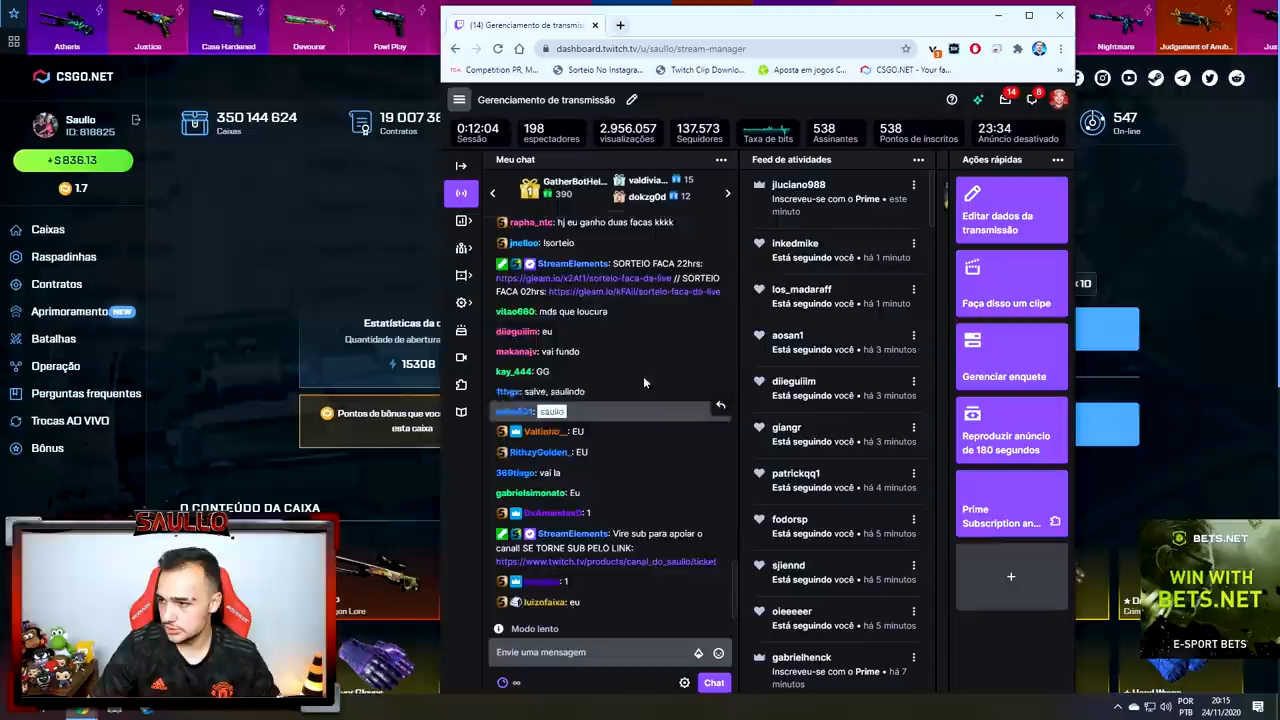 Atheris
Justice
Case Hardened
Devourer
Fowl Play
Nightmare
Judgement of Anub...
(14) Gerenciamento de transmiss
dashboard.twitch.tv/u/saullo/stream-manager
Competition PR, M...
Sorteio No Instagra...
Twitch Clip Downlo...
Aposta em jogos C...
CSGO.NET - Your fa...
CSGO.NET
Saullo
ID: 618825
+$ 836.13
1.7
350 144 624
Caixas
19 007 38
Contratos
547
On-line
Caixas
Raspadinhas
Contratos
Aprimoramento NEW
Batalhas
Operação
Perguntas frequentes
Trocas AO VIVO
Bônus
Estatísticas da c
Quantidade de abertura
15308
Pontos de bônus que voc
esta caixa
O CONTEÚDO DA CAIXA
SAULLO
Gerenciamento de transmissão
14
8
0:12:04
Sessão
198
espectadores
2.956.057
visualizações
137.573
Seguidores
Taxa de bits
538
Assinantes
538
Pontos de inscritos
23:34
Anúncio desativado
Meu chat
GatherBotHel...
390
valdivia... 15
dokzg0d 12
rapha_ntc: hj eu ganho duas facas kkkk
jnelloo: !sorteio
StreamElements: SORTEIO FACA 22hrs:
https://gleam.io/x2At1/sorteio-faca-da-live // SORTEIO
FACA 02hrs: https://gleam.io/kFAiI/sorteio-faca-da-live
vitao660: mds que loucura
diieguiim: eu
makanajv: vai fundo
kay_444: GG
salve, saulindo
saullo
Valtinho__: EU
RithzyGolden_: EU
369tiago: vai la
gabrielsimonato: Eu
DxAmandaxD: 1
StreamElements: Vire sub para apoiar o
canal! SE TORNE SUB PELO LINK:
https://www.twitch.tv/products/canal_do_saullo/ticket
1
luizofaixa: eu
Modo lento
Envie uma mensagem
Chat
Feed de atividades
jluciano988
Inscreveu-se com o Prime • este
minuto
inkedmike
Está seguindo você • há 1 minuto
los_madaraff
Está seguindo você • há 1 minuto
aosan1
Está seguindo você • há 3 minutos
diieguiiim
Está seguindo você • há 3 minutos
giangr
Está seguindo você • há 3 minutos
patrickqq1
Está seguindo você • há 4 minutos
fodorsp
Está seguindo você • há 5 minutos
sjiennd
Está seguindo você • há 5 minutos
oieeeeer
Está seguindo você • há 5 minutos
gabrielhenck
Inscreveu-se com o Prime • há 7
minutos
Ações rápidas
Editar dados da
transmissão
Faça disso um clipe
Gerenciar enquete
Reproduzir anúncio
de 180 segundos
Prime
Subscription an...
BETS.NET
WIN WITH
BETS.NET
E-SPORT BETS
POR
PTB
20:15
24/11/2020